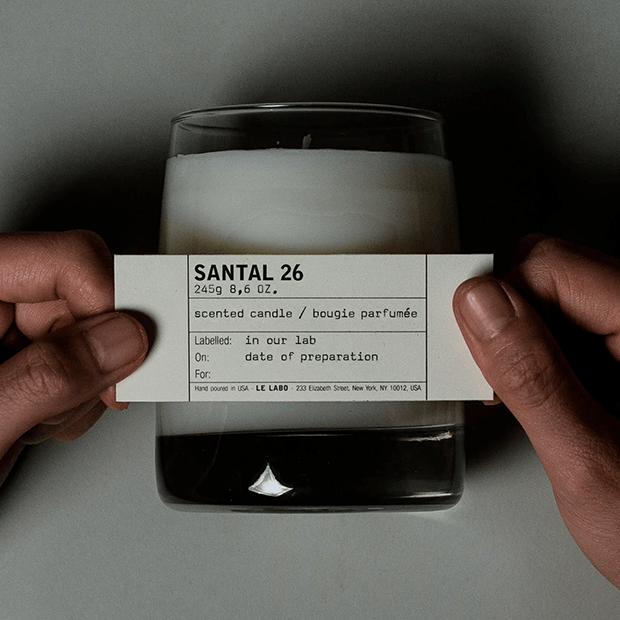 SANTAL 26
245g 8,6 OZ.
scented candle / bougie parfumée
Labelled: in our lab
On: date of preparation
For:
Hand poured in USA - LE LABO - 233 Elizabeth Street, New York, NY 10012, USA